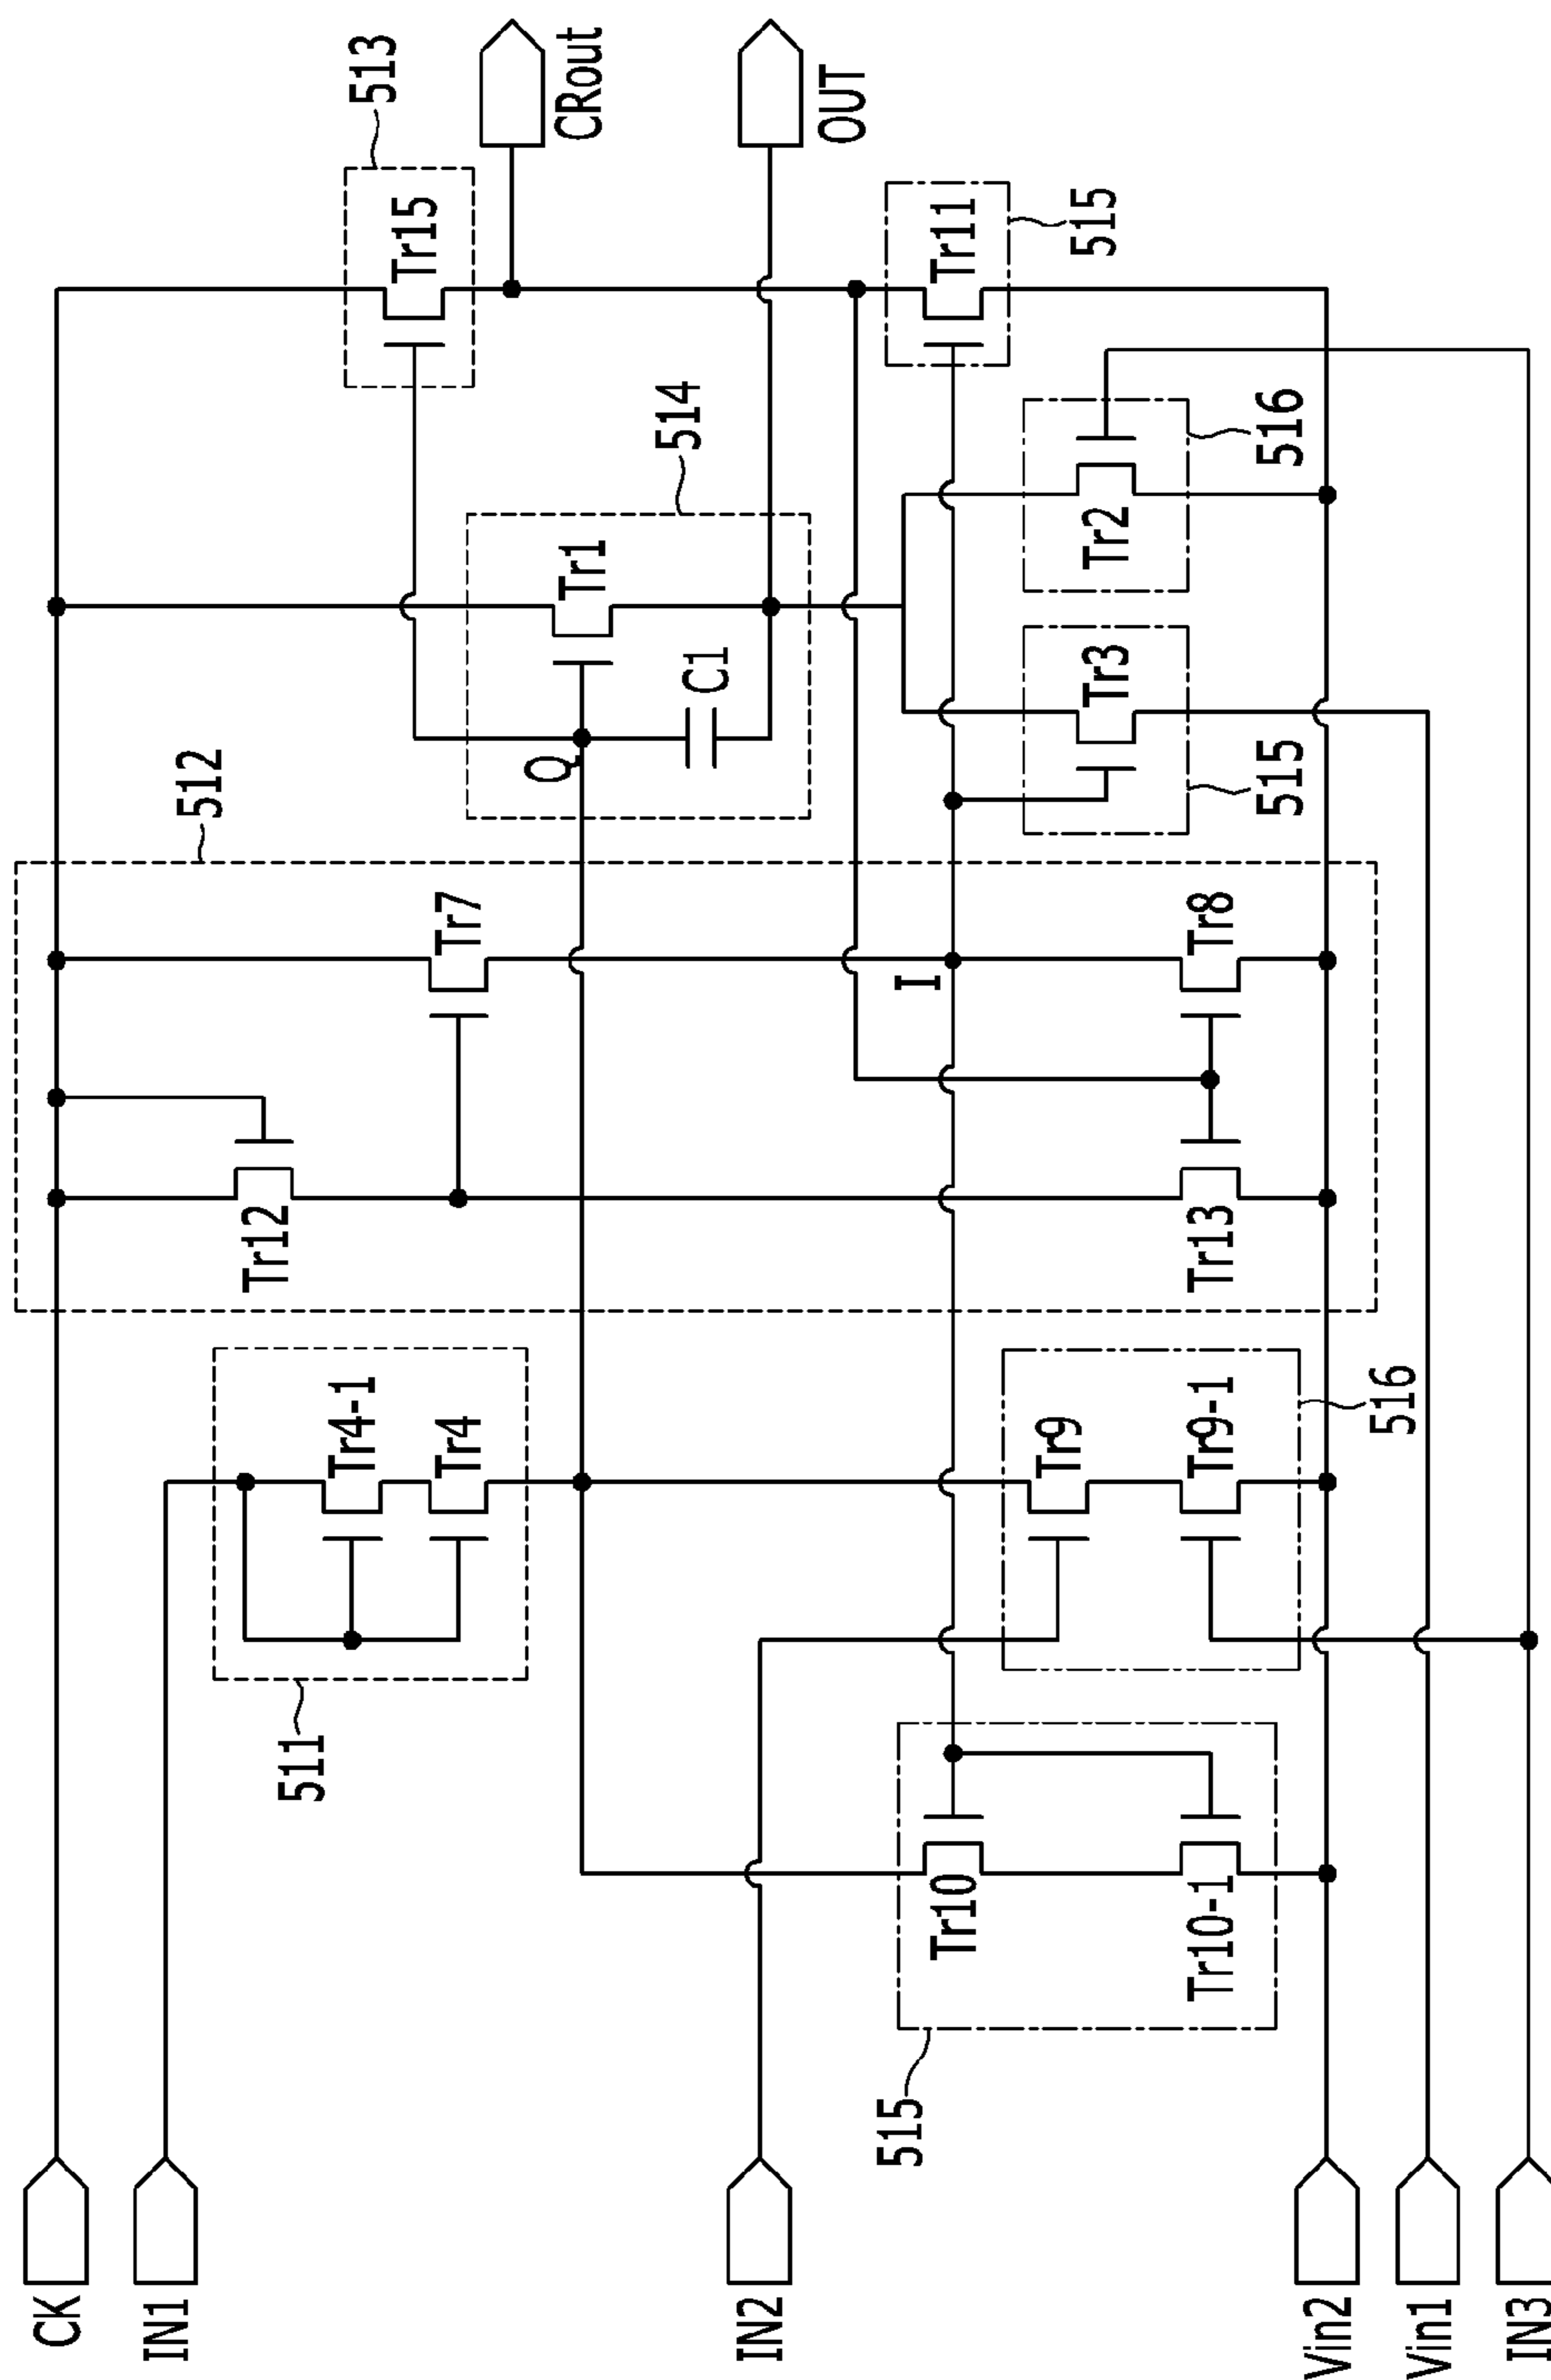 513
CRout
OUT
Tr15
Tr11
515
514
516
Tr1
Tr2
C1
Tr3
Q
515
512
Tr7
I
Tr8
Tr12
Tr13
Tr4-1
Tr4
Tr9
Tr9-1
516
511
Tr10
Tr10-1
515
CK
IN1
IN2
Vin2
Vin1
IN3